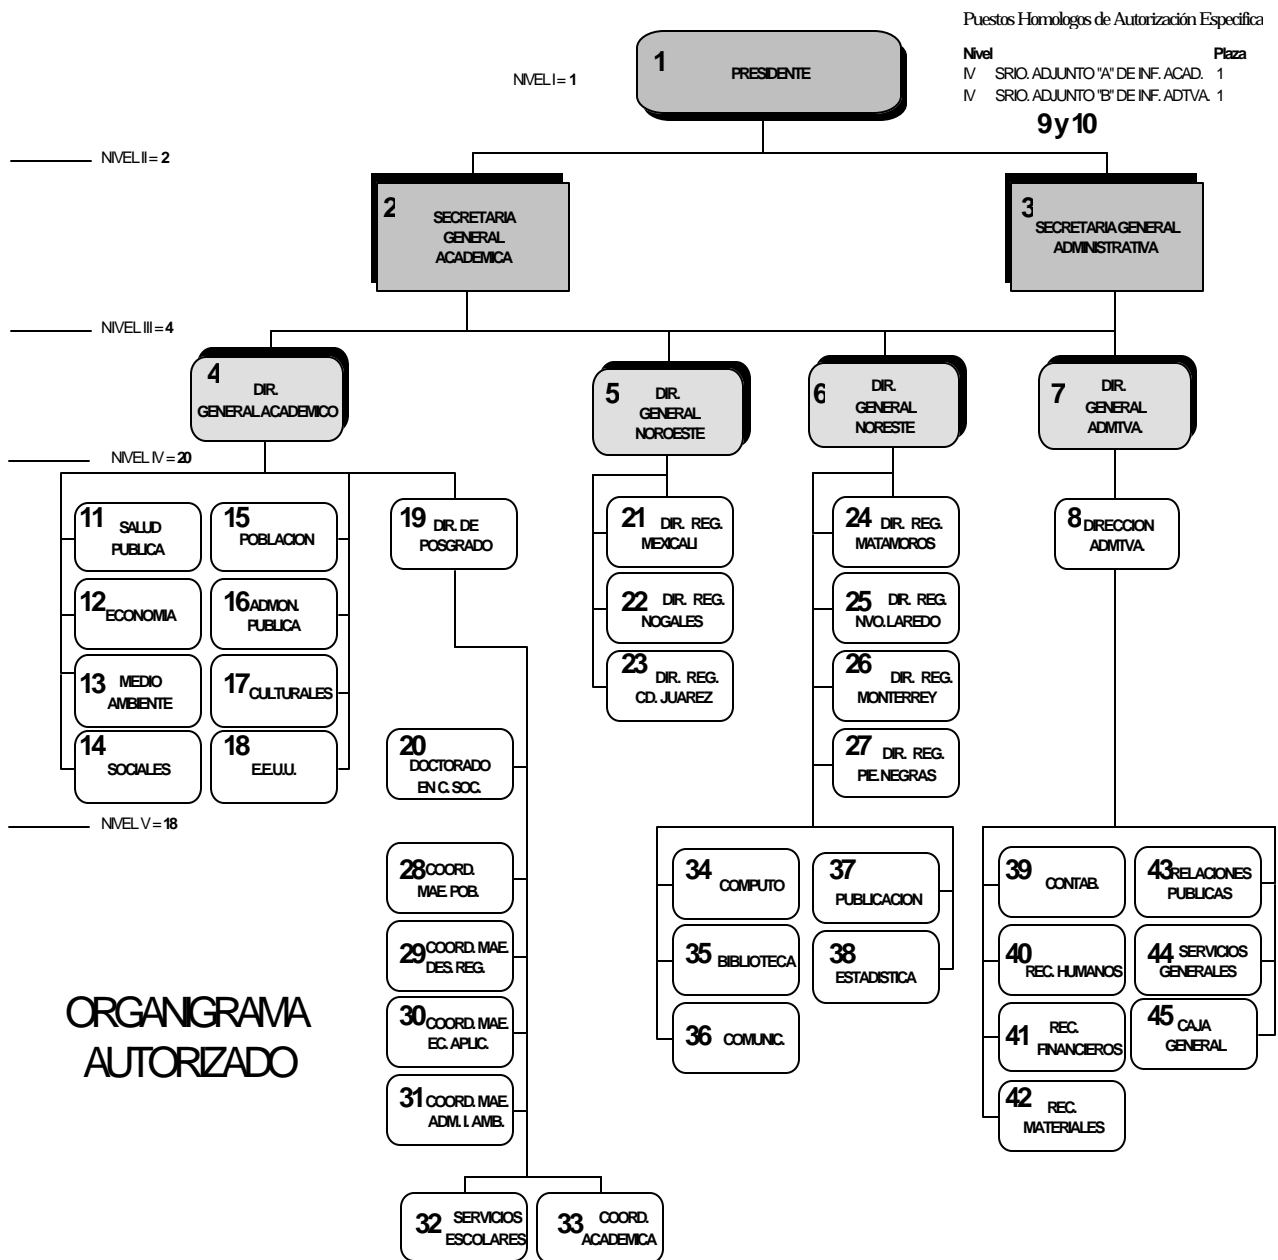 Puestos Homologos de Autorización Especifica
Nivel Plaza
IV SRIO. ADJUNTO "A" DE INF. ACAD. 1
IV SRIO. ADJUNTO "B" DE INF. ADTVA. 1
9 y 10
NIVEL I = 1
1 PRESIDENTE
NIVEL II = 2
2 SECRETARIA
GENERAL
ACADEMICA
3 SECRETARIA GENERAL
ADMINISTRATIVA
NIVEL III = 4
4 DIR.
GENERAL ACADEMICO
5 DIR.
GENERAL
NOROESTE
6 DIR.
GENERAL
NORESTE
7 DIR.
GENERAL
ADMTVA.
NIVEL IV = 20
11 SALUD
PUBLICA
12 ECONOMIA
13 MEDIO
AMBIENTE
14 SOCIALES
15 POBLACION
16 ADMON.
PUBLICA
17 CULTURALES
18 E.E.U.U.
19 DIR. DE
POSGRADO
20 DOCTORADO
EN C. SOC.
21 DIR. REG.
MEXICALI
22 DIR. REG.
NOGALES
23 DIR. REG.
CD. JUAREZ
24 DIR. REG.
MATAMOROS
25 DIR. REG.
NVO. LAREDO
26 DIR. REG.
MONTERREY
27 DIR. REG.
PIE. NEGRAS
8 DIRECCION
ADMTVA.
NIVEL V = 18
28 COORD.
MAE. POB.
29 COORD. MAE.
DES. REG.
30 COORD. MAE.
EC. APLIC.
31 COORD. MAE.
ADM. I. AMB.
32 SERVICIOS
ESCOLARES
33 COORD.
ACADEMICA
34 COMPUTO
35 BIBLIOTECA
36 COMUNIC.
37 PUBLICACION
38 ESTADISTICA
39 CONTAB.
40 REC. HUMANOS
41 REC.
FINANCIEROS
42 REC.
MATERIALES
43 RELACIONES
PUBLICAS
44 SERVICIOS
GENERALES
45 CAJA
GENERAL
ORGANIGRAMA
AUTORIZADO